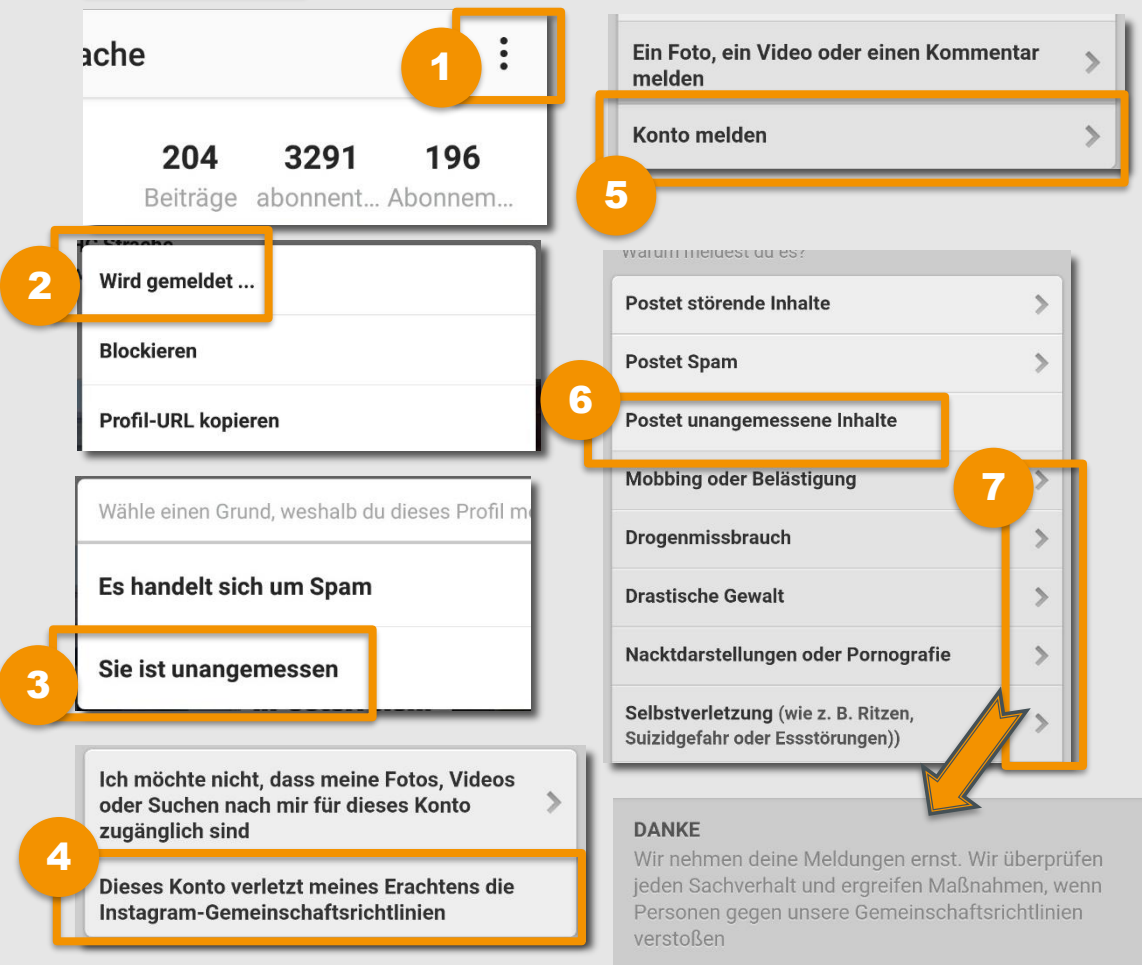 ache
1
204 3291 196
Beiträge abonnent... Abonnem...
2
HC Strache
Wird gemeldet ...
Blockieren
Profil-URL kopieren
Wähle einen Grund, weshalb du dieses Profil me
Es handelt sich um Spam
3
Sie ist unangemessen
Ich möchte nicht, dass meine Fotos, Videos
oder Suchen nach mir für dieses Konto
zugänglich sind
4
Dieses Konto verletzt meines Erachtens die
Instagram-Gemeinschaftsrichtlinien
Ein Foto, ein Video oder einen Kommentar
melden
Konto melden
5
Warum meldest du es?
Postet störende Inhalte
Postet Spam
6
Postet unangemessene Inhalte
Mobbing oder Belästigung
7
Drogenmissbrauch
Drastische Gewalt
Nacktdarstellungen oder Pornografie
Selbstverletzung (wie z. B. Ritzen,
Suizidgefahr oder Essstörungen))
DANKE
Wir nehmen deine Meldungen ernst. Wir überprüfen
jeden Sachverhalt und ergreifen Maßnahmen, wenn
Personen gegen unsere Gemeinschaftsrichtlinien
verstoßen